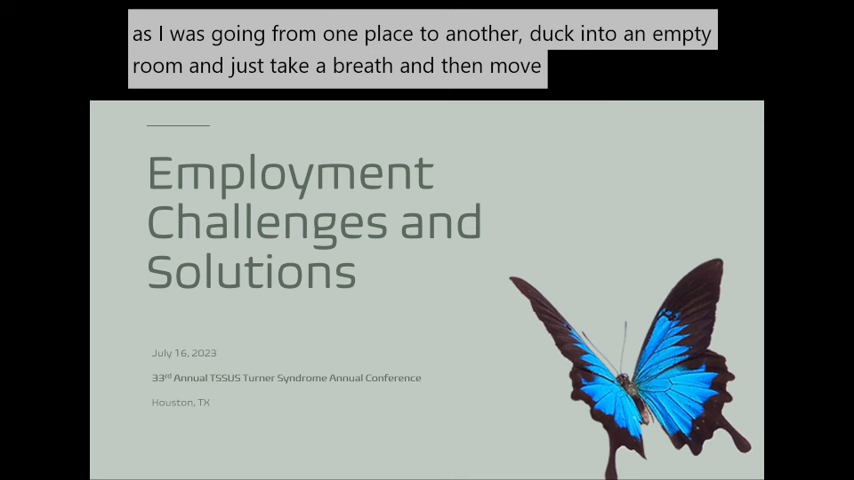 as I was going from one place to another, duck into an empty
room and just take a breath and then move
Employment
Challenges and
Solutions
July 16, 2023
33rd Annual TSSUS Turner Syndrome Annual Conference
Houston, TX